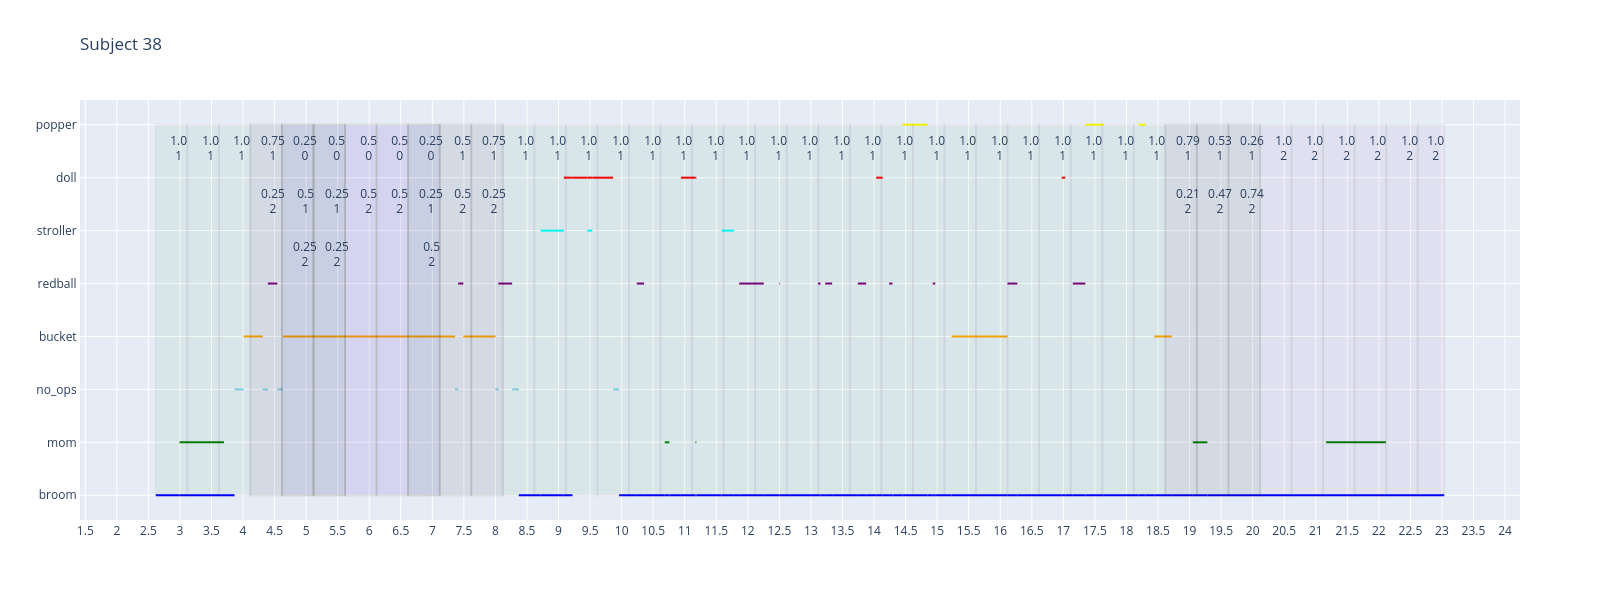 Subject 38
popper
1.0 1.0 1.0 0.75 0.25 0.5 0.5 0.5 0.25 0.5 0.75 1.0 1.0 1.0 1.0 1.0 1.0 1.0 1.0 1.0 1.0 1.0 1.0 1.0 1.0 1.0 1.0 1.0 1.0 1.0 1.0 1.0 0.79 0.53 0.26 1.0 1.0 1.0 1.0 1.0 1.0
1 1 1 1 0 0 0 0 0 1 1 1 1 1 1 1 1 1 1 1 1 1 1 1 1 1 1 1 1 1 1 1 1 1 1 2 2 2 2 2 2
doll
0.25 0.5 0.25 0.5 0.5 0.25 0.5 0.25 0.21 0.47 0.74
2 1 1 2 2 1 2 2 2 2 2
stroller
0.25 0.25 0.5
2 2 2
redball
bucket
no_ops
mom
broom
1.5 2 2.5 3 3.5 4 4.5 5 5.5 6 6.5 7 7.5 8 8.5 9 9.5 10 10.5 11 11.5 12 12.5 13 13.5 14 14.5 15 15.5 16 16.5 17 17.5 18 18.5 19 19.5 20 20.5 21 21.5 22 22.5 23 23.5 24